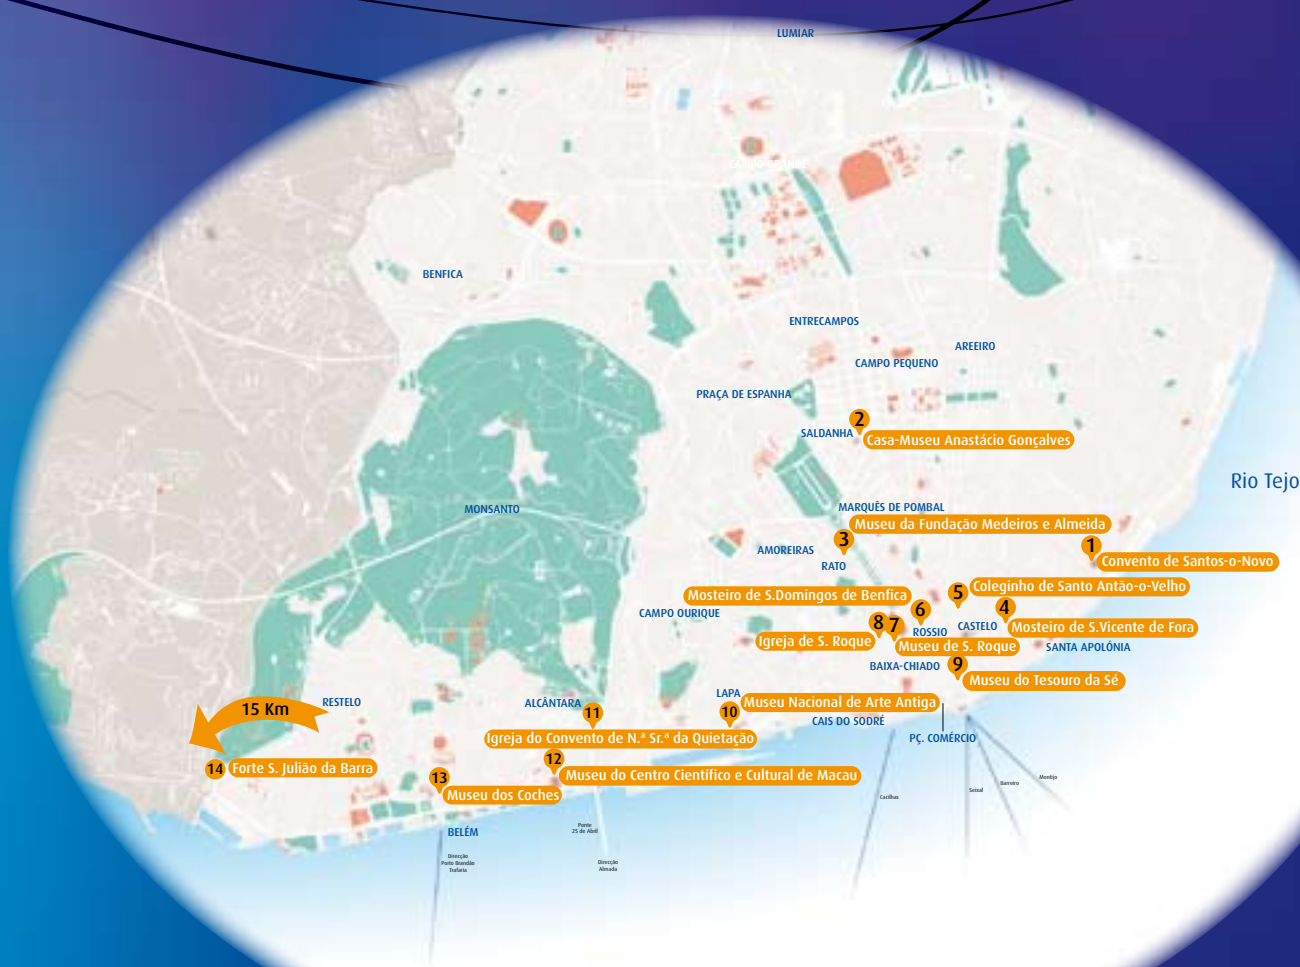 LUMIAR
BENFICA
ENTRECAMPOS
AREEIRO
CAMPO PEQUENO
PRAÇA DE ESPANHA
2
SALDANHA
Casa-Museu Anastácio Gonçalves
Rio Tejo
MONSANTO
MARQUÊS DE POMBAL
Museu da Fundação Medeiros e Almeida
3
1
AMOREIRAS
RATO
Convento de Santos-o-Novo
Coleginho de Santo Antão-o-Velho
5
Mosteiro de S.Domingos de Benfica
6
4
CAMPO OURIQUE
8
7
ROSSIO
CASTELO
Mosteiro de S.Vicente de Fora
Igreja de S. Roque
Museu de S. Roque
SANTA APOLÓNIA
BAIXA-CHIADO
9
Museu do Tesouro da Sé
LAPA
Museu Nacional de Arte Antiga
RESTELO
ALCÂNTARA
15 Km
11
10
CAIS DO SODRÉ
Igreja do Convento de N.ª Sr.ª da Quietação
PÇ. COMÉRCIO
12
14
Forte S. Julião da Barra
13
Museu do Centro Científico e Cultural de Macau
Museu dos Coches
Montijo
Barreiro
Seixal
Cacilhas
BELÉM
Ponte
25 de Abril
Direcção
Porto Brandão
Trafaria
Direcção
Almada